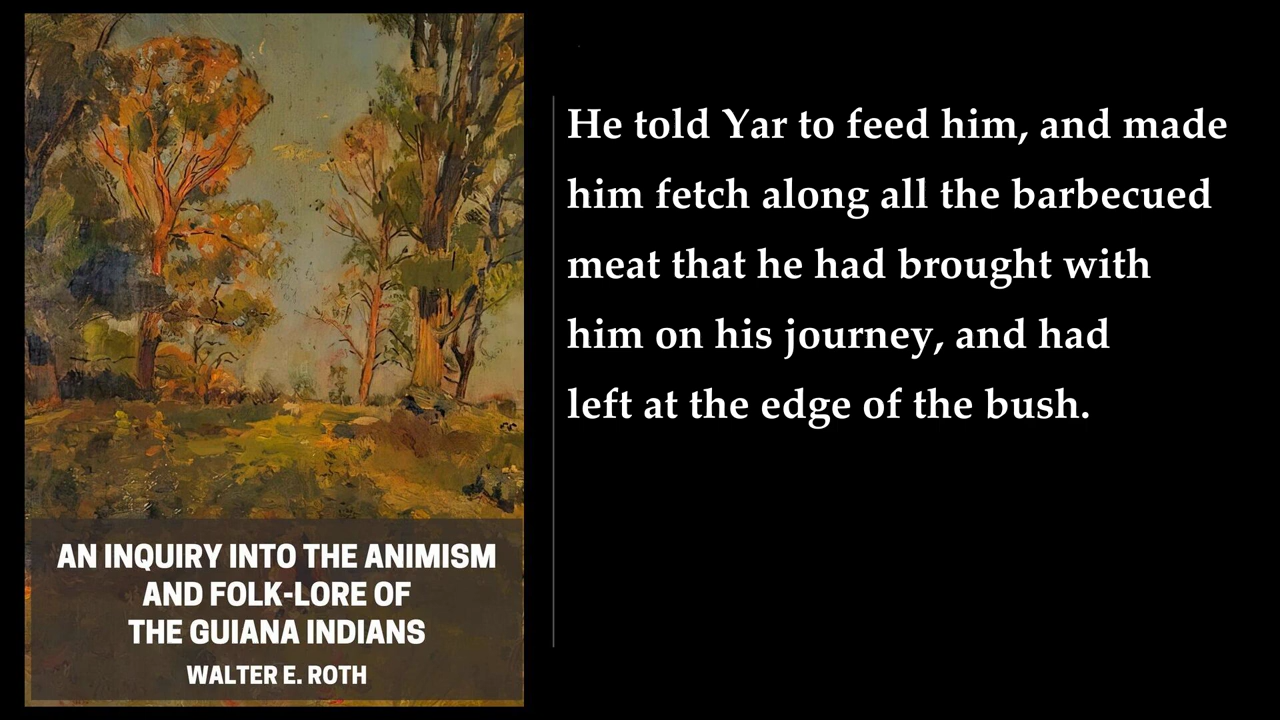 He told Yar to feed him, and made
him fetch along all the barbecued
meat that he had brought with
him on his journey, and had
left at the edge of the bush.
AN INQUIRY INTO THE ANIMISM
AND FOLK-LORE OF
THE GUIANA INDIANS
WALTER E. ROTH